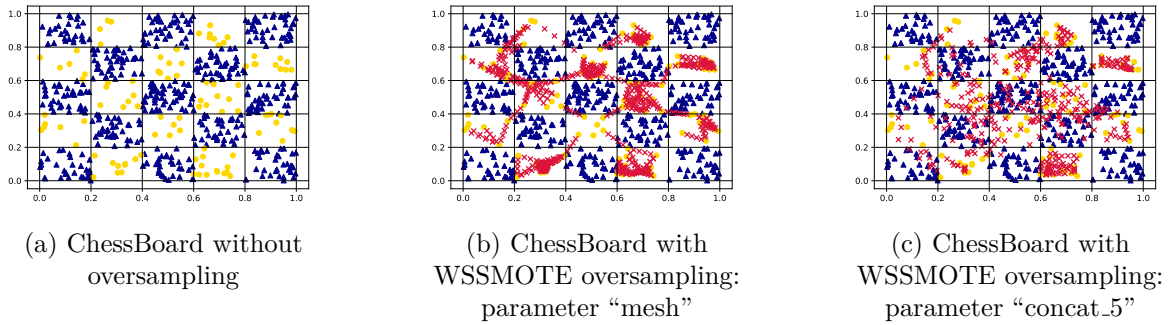 1.0
0.8
0.6
0.4
0.2
0.0
0.0 0.2 0.4 0.6 0.8 1.0
(a) ChessBoard without
oversampling
1.0
0.8
0.6
0.4
0.2
0.0
0.0 0.2 0.4 0.6 0.8 1.0
(b) ChessBoard with
WSSMOTE oversampling:
parameter “mesh”
1.0
0.8
0.6
0.4
0.2
0.0
0.0 0.2 0.4 0.6 0.8 1.0
(c) ChessBoard with
WSSMOTE oversampling:
parameter “concat_5”